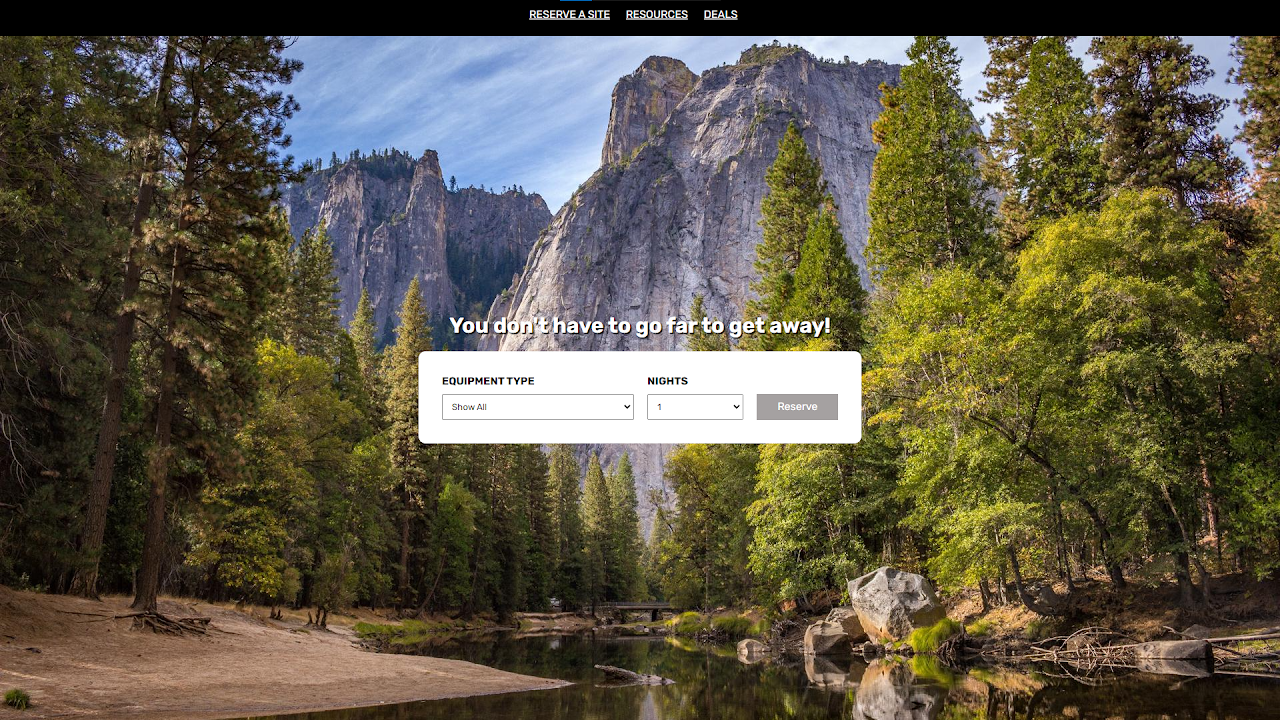 RESERVE A SITE RESOURCES DEALS
You don't have to go far to get away!
EQUIPMENT TYPE NIGHTS
Show All 1 Reserve